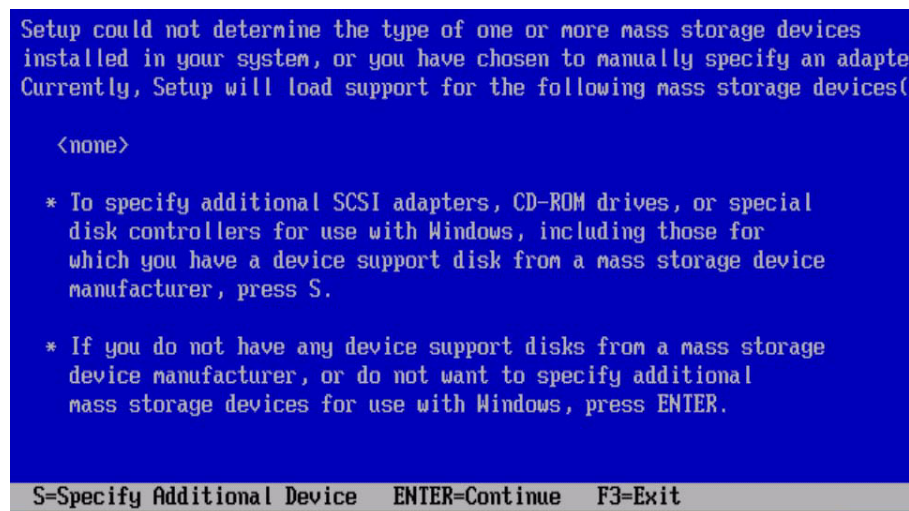 Setup could not determine the type of one or more mass storage devices
installed in your system, or you have chosen to manually specify an adapte
Currently, Setup will load support for the following mass storage devices(
<none>
* To specify additional SCSI adapters, CD-ROM drives, or special
disk controllers for use with Windows, including those for
which you have a device support disk from a mass storage device
manufacturer, press S.
* If you do not have any device support disks from a mass storage
device manufacturer, or do not want to specify additional
mass storage devices for use with Windows, press ENTER.
S=Specify Additional Device ENTER=Continue F3=Exit